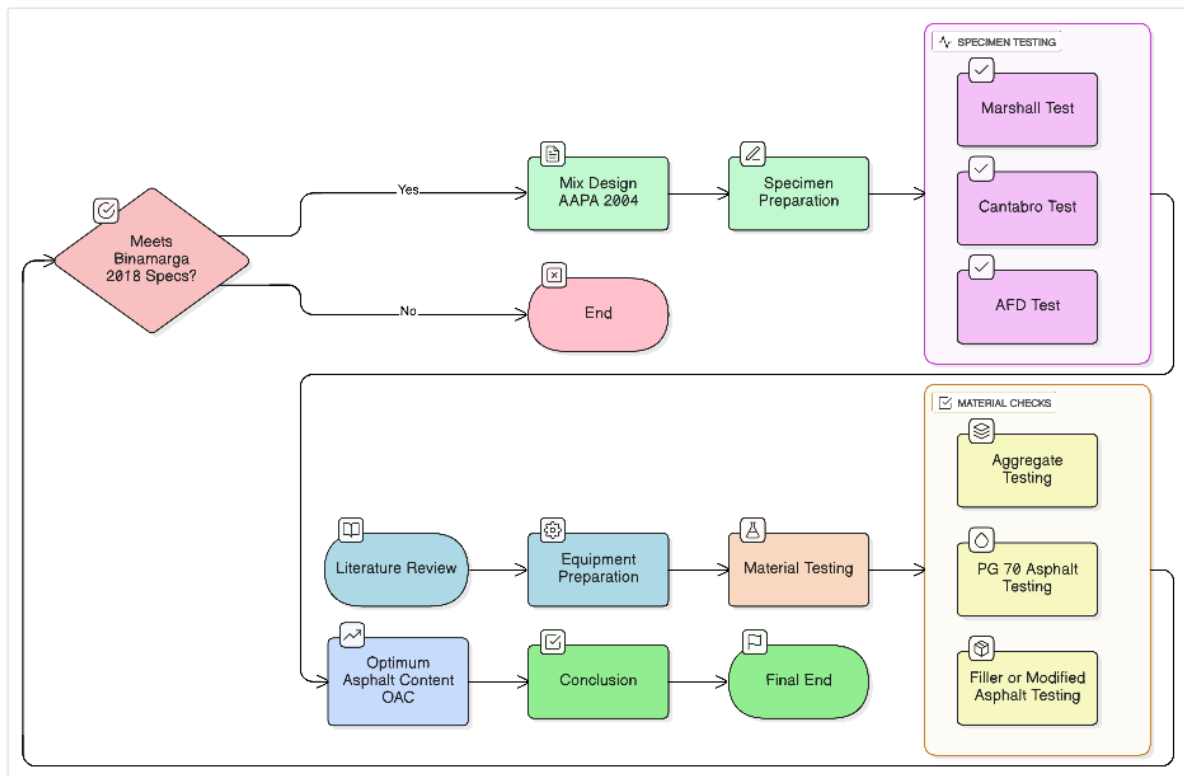 SPECIMEN TESTING
Marshall Test
Cantabro Test
AFD Test
Yes
Mix Design
AAPA 2004
Specimen
Preparation
Meets
Binamarga
2018 Specs?
No
End
MATERIAL CHECKS
Aggregate
Testing
PG 70 Asphalt
Testing
Filler or Modified
Asphalt Testing
Literature Review
Equipment
Preparation
Material Testing
Optimum
Asphalt Content
OAC
Conclusion
Final End